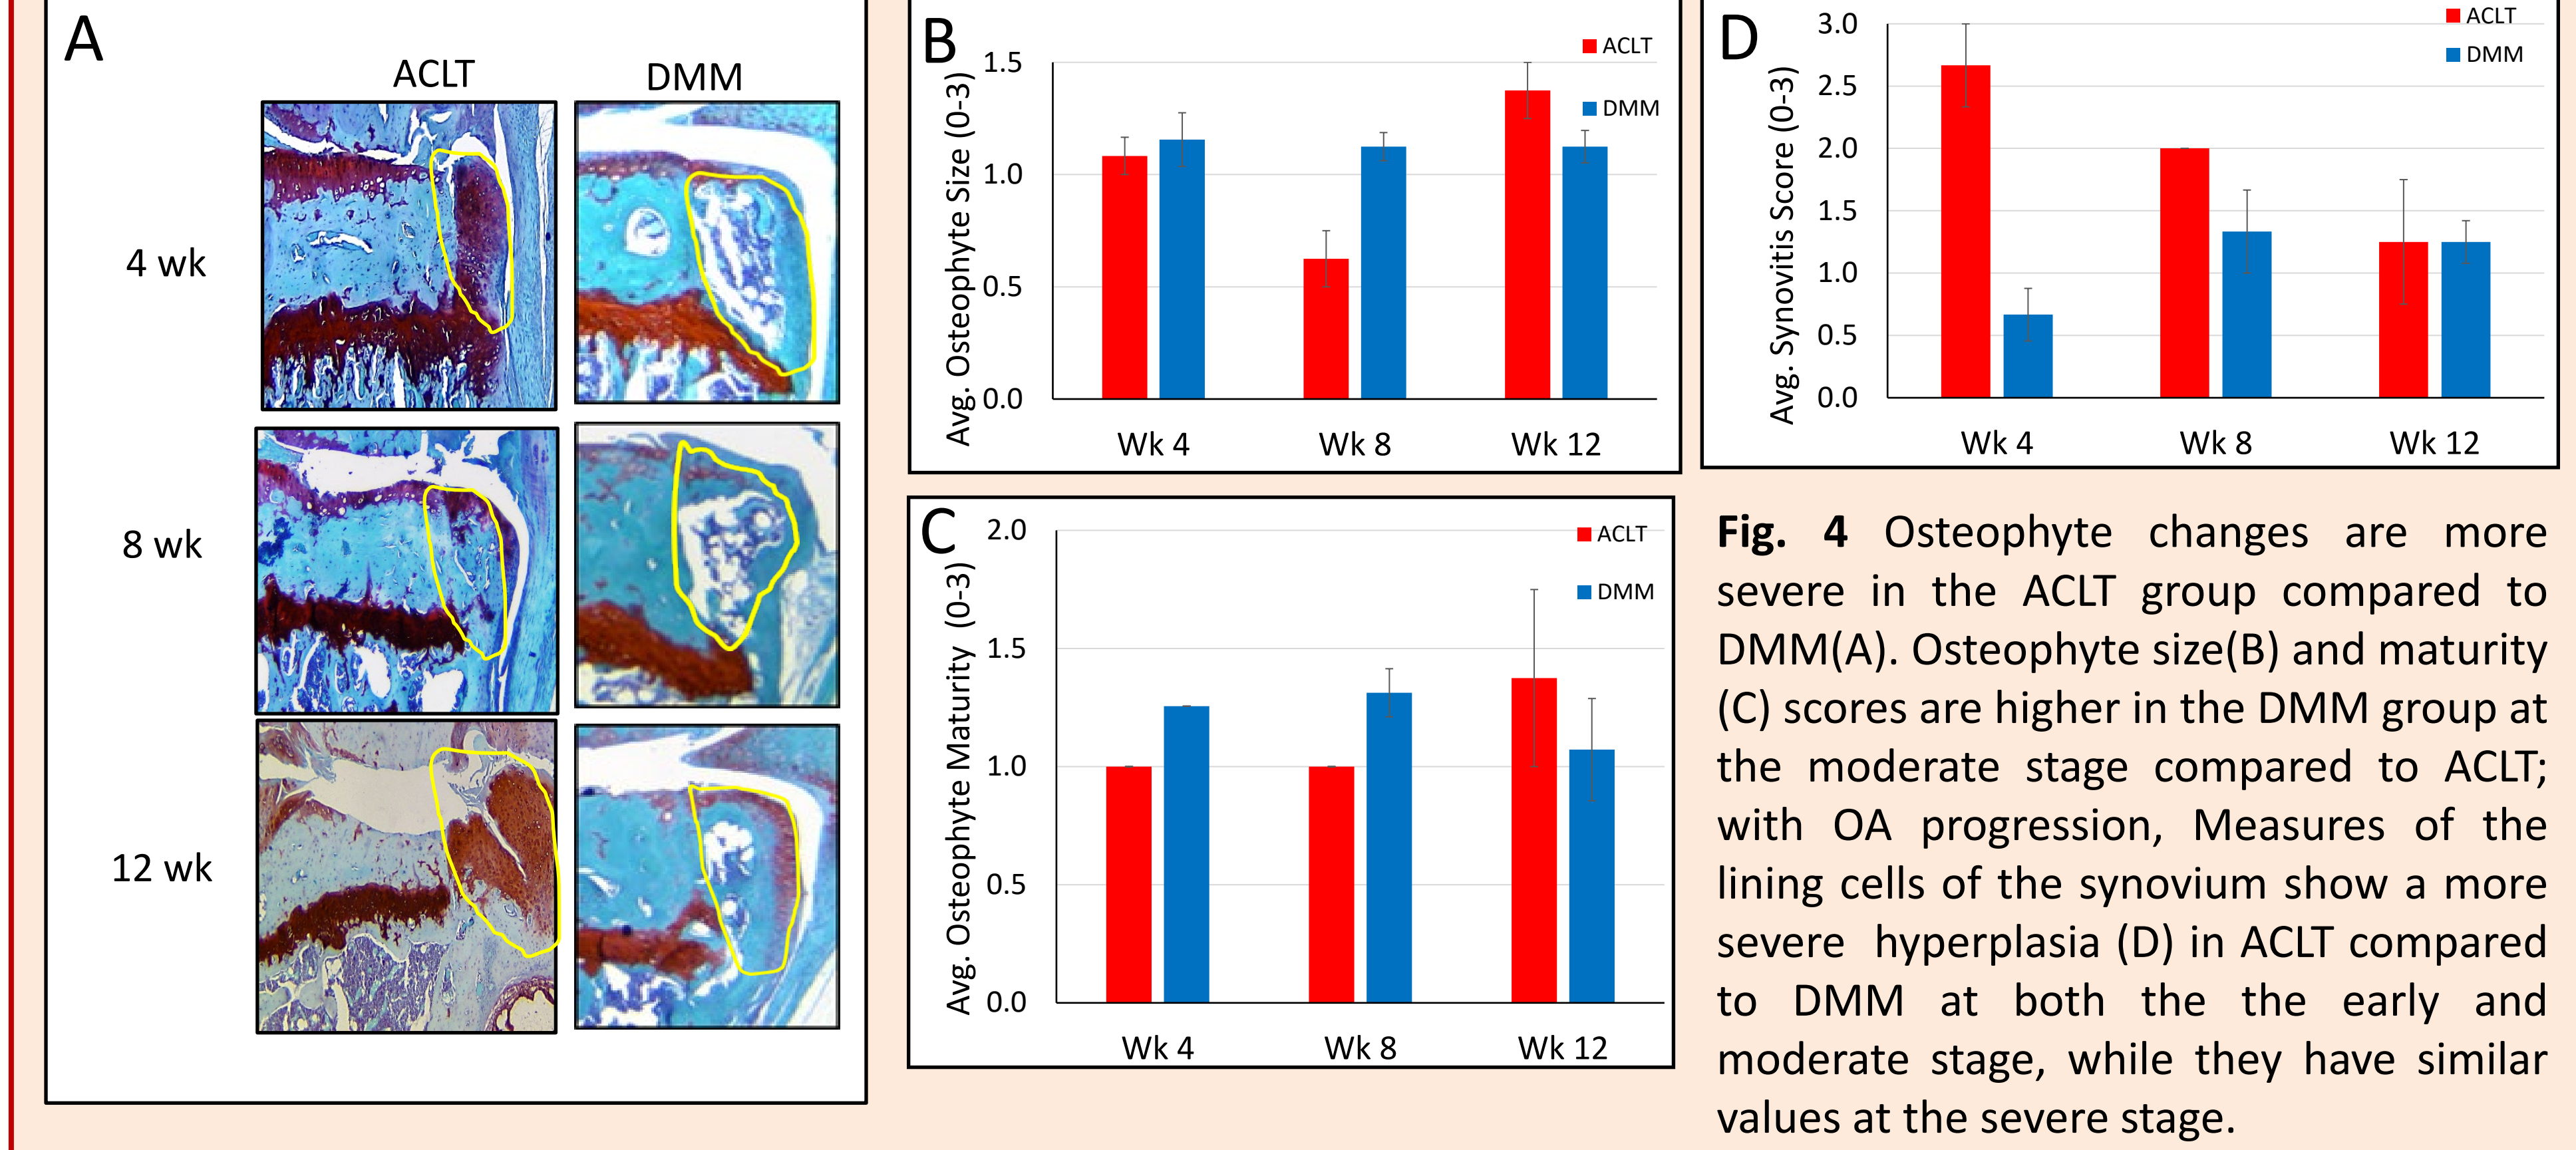 A
ACLT
DMM
4 wk
8 wk
12 wk
B
ACLT
DMM
Avg. Osteophyte Size (0-3)
1.5
1.0
0.5
0.0
Wk 4
Wk 8
Wk 12
C
ACLT
DMM
Avg. Osteophyte Maturity (0-3)
2.0
1.5
1.0
0.5
0.0
Wk 4
Wk 8
Wk 12
D
ACLT
DMM
Avg. Synovitis Score (0-3)
3.0
2.5
2.0
1.5
1.0
0.5
0.0
Wk 4
Wk 8
Wk 12
Fig. 4 Osteophyte changes are more
severe in the ACLT group compared to
DMM(A). Osteophyte size(B) and maturity
(C) scores are higher in the DMM group at
the moderate stage compared to ACLT;
with OA progression, Measures of the
lining cells of the synovium show a more
severe hyperplasia (D) in ACLT compared
to DMM at both the the early and
moderate stage, while they have similar
values at the severe stage.